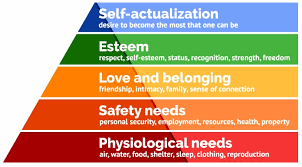 Self-actualization
desire to become the most that one can be
Esteem
respect, self-esteem, status, recognition, strength, freedom
Love and belonging
friendship, intimacy, family, sense of connection
Safety needs
personal security, employment, resources, health, property
Physiological needs
air, water, food, shelter, sleep, clothing, reproduction